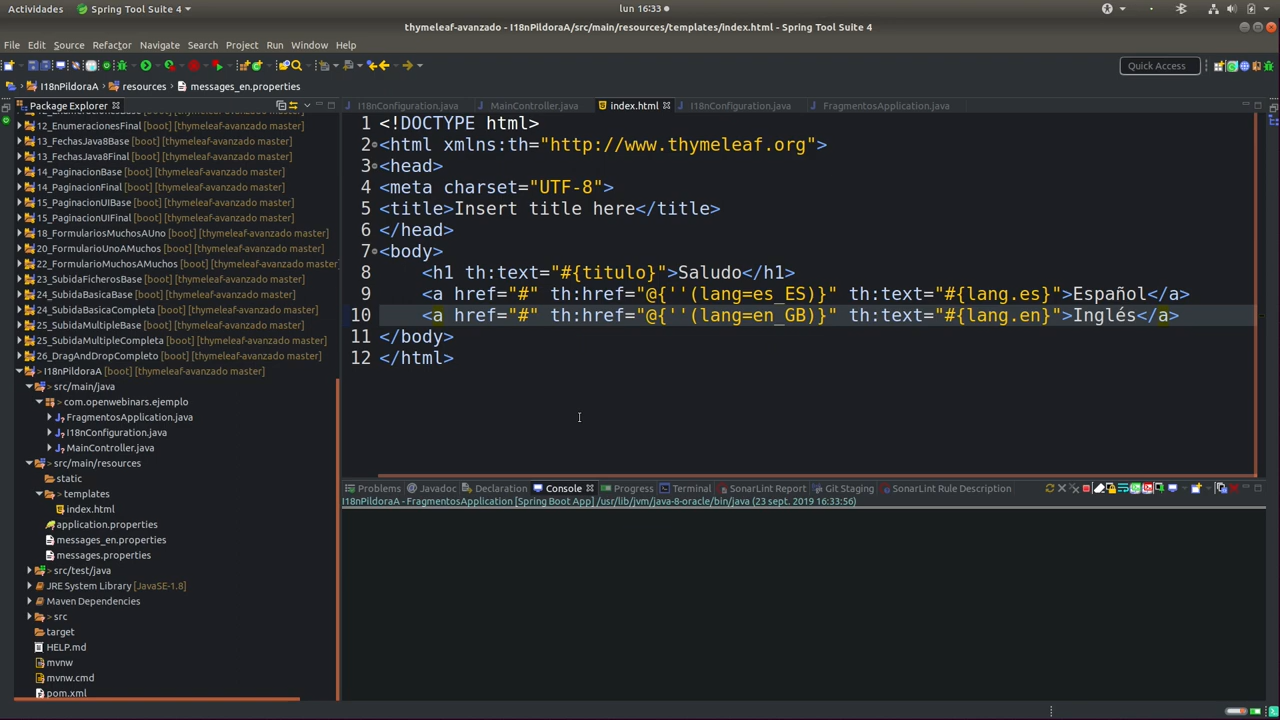 Actividades
Spring Tool Suite 4
lun 16:33
thymeleaf-avanzado - I18nPildoraA/src/main/resources/templates/index.html - Spring Tool Suite 4
File Edit Source Refactor Navigate Search Project Run Window Help
Quick Access
I18nPildoraA resources messages_en.properties
Package Explorer
I18nConfiguration.java MainController.java index.html I18nConfiguration.java FragmentosApplication.java
12_EnumeracionesFinal [boot] [thymeleaf-avanzado master]
13_FechasJava8Base [boot] [thymeleaf-avanzado master]
13_FechasJava8Final [boot] [thymeleaf-avanzado master]
14_PaginacionBase [boot] [thymeleaf-avanzado master]
14_PaginacionFinal [boot] [thymeleaf-avanzado master]
15_PaginacionUIBase [boot] [thymeleaf-avanzado master]
15_PaginacionUIFinal [boot] [thymeleaf-avanzado master]
18_FormulariosMuchosAUno [boot] [thymeleaf-avanzado master]
20_FormularioUnoAMuchos [boot] [thymeleaf-avanzado master]
22_FormularioMuchosAMuchos [boot] [thymeleaf-avanzado master]
23_SubidaFicherosBase [boot] [thymeleaf-avanzado master]
24_SubidaBasicaBase [boot] [thymeleaf-avanzado master]
24_SubidaBasicaCompleta [boot] [thymeleaf-avanzado master]
25_SubidaMultipleBase [boot] [thymeleaf-avanzado master]
25_SubidaMultipleCompleta [boot] [thymeleaf-avanzado master]
26_DragAndDropCompleto [boot] [thymeleaf-avanzado master]
I18nPildoraA [boot] [thymeleaf-avanzado master]
> src/main/java
> com.openwebinars.ejemplo
FragmentosApplication.java
I18nConfiguration.java
MainController.java
> src/main/resources
static
> templates
index.html
application.properties
messages_en.properties
messages.properties
> src/test/java
JRE System Library [JavaSE-1.8]
Maven Dependencies
> src
target
HELP.md
mvnw
mvnw.cmd
pom.xml
1 <!DOCTYPE html>
2 <html xmlns:th="http://www.thymeleaf.org">
3 <head>
4 <meta charset="UTF-8">
5 <title>Insert title here</title>
6 </head>
7 <body>
8 <h1 th:text="#{titulo}">Saludo</h1>
9 <a href="#" th:href="@{''(lang=es_ES)}" th:text="#{lang.es}">Español</a>
10 <a href="#" th:href="@{''(lang=en_GB)}" th:text="#{lang.en}">Inglés</a>
11 </body>
12 </html>
Problems Javadoc Declaration Console Progress Terminal SonarLint Report Git Staging SonarLint Rule Description
I18nPildoraA - FragmentosApplication [Spring Boot App] /usr/lib/jvm/java-8-oracle/bin/java (23 sept. 2019 16:33:56)